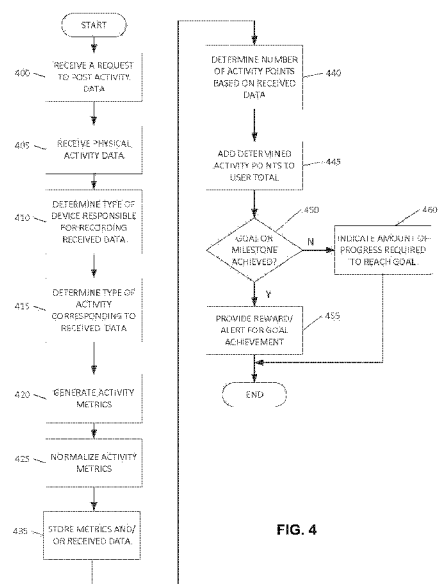 START
400
RECEIVE A REQUEST
TO POST ACTIVITY
DATA
405
RECEIVE PHYSICAL
ACTIVITY DATA
410
DETERMINE TYPE OF
DEVICE RESPONSIBLE
FOR RECORDING
RECEIVED DATA.
415
DETERMINE TYPE OF
ACTIVITY
CORRESPONDING TO
RECEIVED DATA
420
GENERATE ACTIVITY
METRICS
425
NORMALIZE ACTIVITY
METRICS
435
STORE METRICS AND/
OR RECEIVED DATA.
DETERMINE NUMBER
OF ACTIVITY POINTS
BASED ON RECEIVED
DATA
440
ADD DETERMINED
ACTIVITY POINTS TO
USER TOTAL
445
450
GOAL OR
MILESTONE
ACHIEVED?
N
460
INDICATE AMOUNT OF
PROGRESS REQUIRED
TO REACH GOAL
Y
PROVIDE REWARD/
ALERT FOR GOAL
ACHIEVEMENT
455
END
FIG. 4